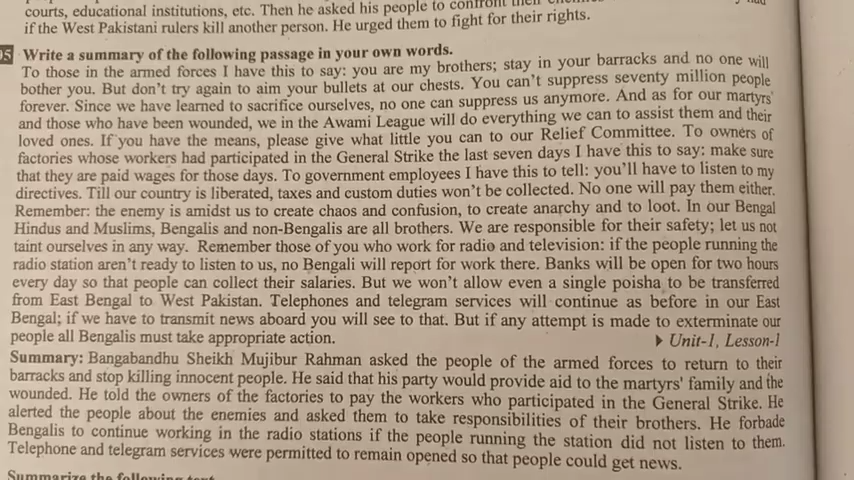 courts, educational institutions, etc. Then he asked his people to confront their
if the West Pakistani rulers kill another person. He urged them to fight for their rights.
05 Write a summary of the following passage in your own words.
To those in the armed forces I have this to say: you are my brothers; stay in your barracks and no one will
bother you. But don't try again to aim your bullets at our chests. You can't suppress seventy million people
forever. Since we have learned to sacrifice ourselves, no one can suppress us anymore. And as for our martyrs'
and those who have been wounded, we in the Awami League will do everything we can to assist them and their
loved ones. If you have the means, please give what little you can to our Relief Committee. To owners of
factories whose workers had participated in the General Strike the last seven days I have this to say: make sure
that they are paid wages for those days. To government employees I have this to tell: you'll have to listen to my
directives. Till our country is liberated, taxes and custom duties won't be collected. No one will pay them either.
Remember: the enemy is amidst us to create chaos and confusion, to create anarchy and to loot. In our Bengal
Hindus and Muslims, Bengalis and non-Bengalis are all brothers. We are responsible for their safety; let us not
taint ourselves in any way. Remember those of you who work for radio and television: if the people running the
radio station aren't ready to listen to us, no Bengali will report for work there. Banks will be open for two hours
every day so that people can collect their salaries. But we won't allow even a single poisha to be transferred
from East Bengal to West Pakistan. Telephones and telegram services will continue as before in our East
Bengal; if we have to transmit news aboard you will see to that. But if any attempt is made to exterminate our
people all Bengalis must take appropriate action. Unit-1, Lesson-1
Summary: Bangabandhu Sheikh Mujibur Rahman asked the people of the armed forces to return to their
barracks and stop killing innocent people. He said that his party would provide aid to the martyrs' family and the
wounded. He told the owners of the factories to pay the workers who participated in the General Strike. He
alerted the people about the enemies and asked them to take responsibilities of their brothers. He forbade
Bengalis to continue working in the radio stations if the people running the station did not listen to them.
Telephone and telegram services were permitted to remain opened so that people could get news.
Summarize the following text